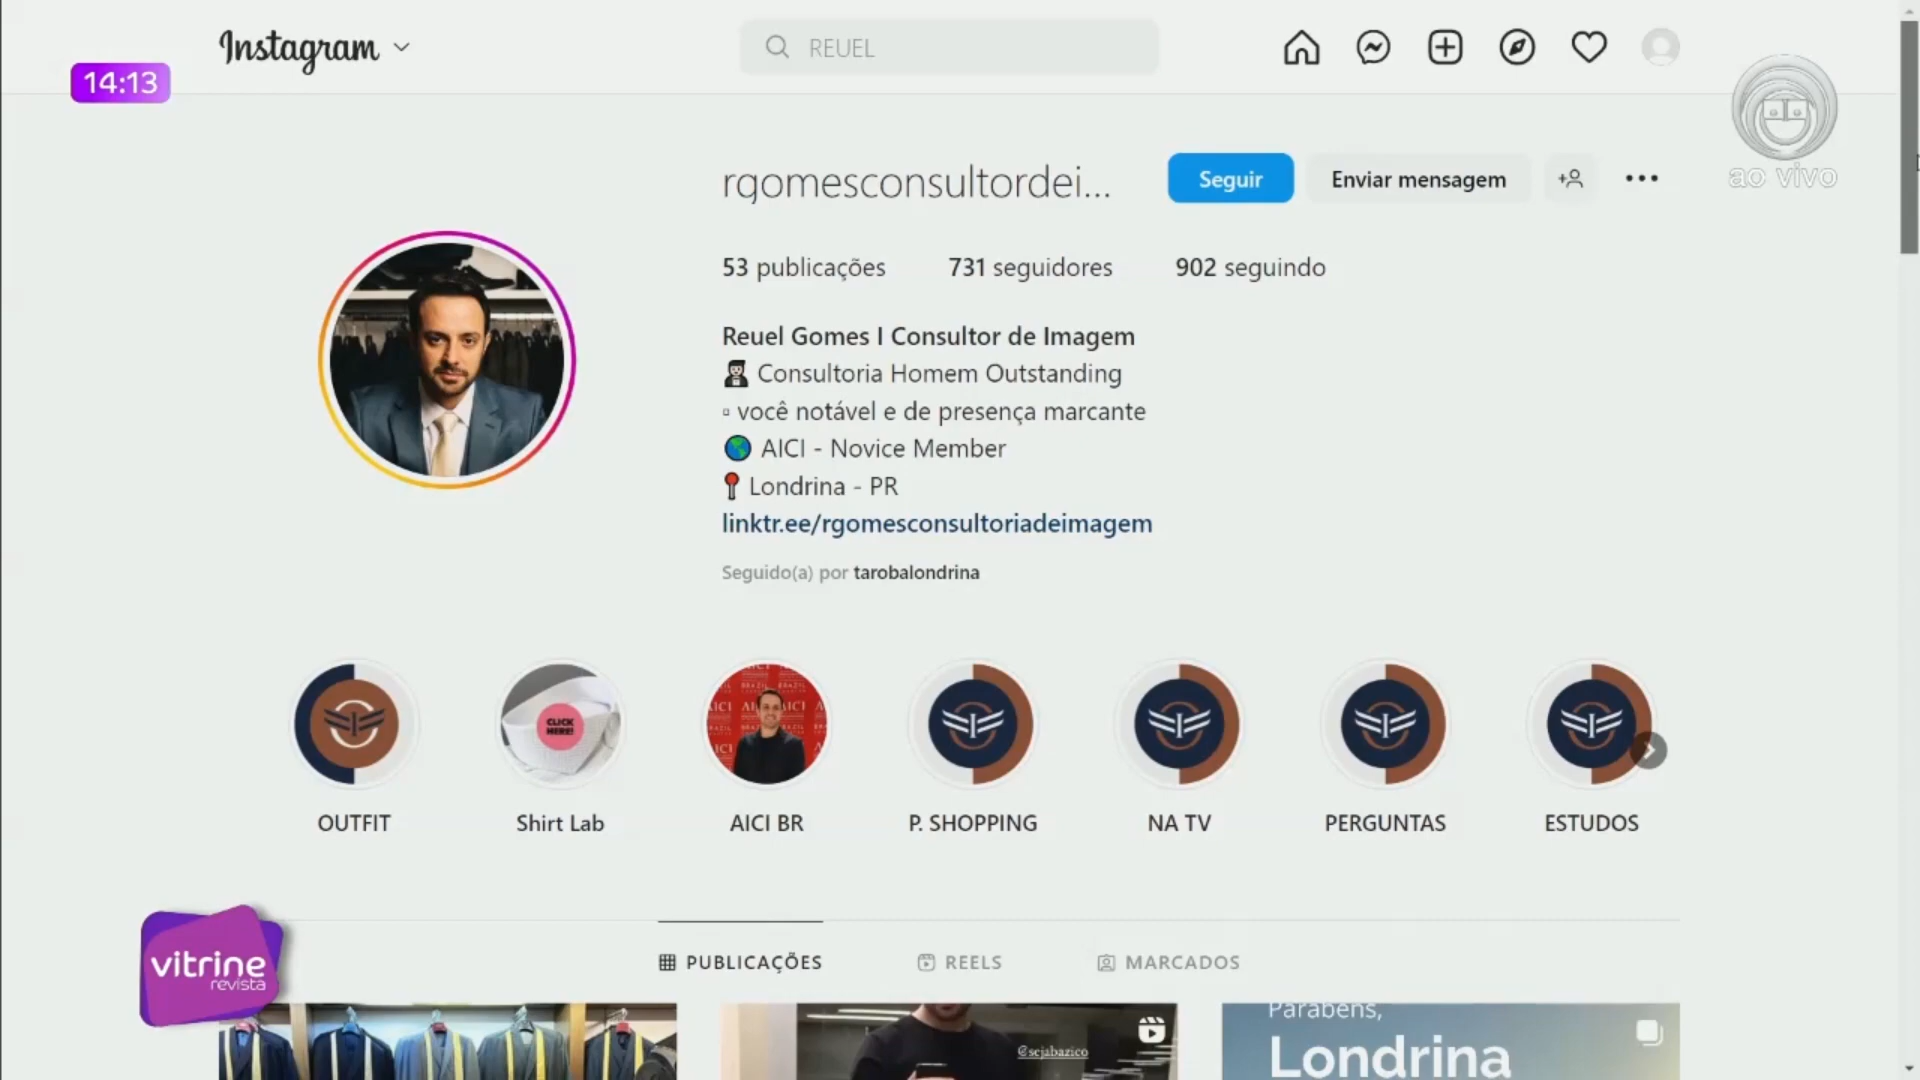 Instagram
REUEL
14:13
ao vivo
rgomesconsultordei...
Seguir
Enviar mensagem
53 publicações
731 seguidores
902 seguindo
Reuel Gomes I Consultor de Imagem
Consultoria Homem Outstanding
▫ você notável e de presença marcante
AICI - Novice Member
Londrina - PR
linktr.ee/rgomesconsultoriadeimagem
Seguido(a) por tarobalondrina
CLICK
HERE!
OUTFIT
Shirt Lab
AICI BR
P. SHOPPING
NA TV
PERGUNTAS
ESTUDOS
PUBLICAÇÕES
REELS
MARCADOS
vitrine
revista
@sejabazico
Parabéns,
Londrina